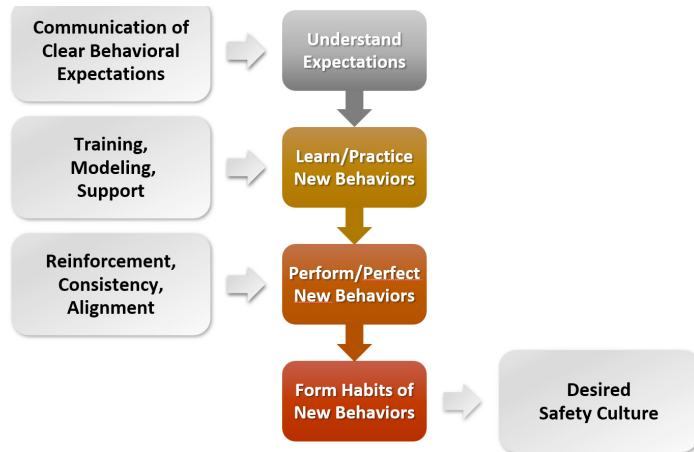 Communication of
Clear Behavioral
Expectations
Understand
Expectations
Training,
Modeling,
Support
Learn/Practice
New Behaviors
Reinforcement,
Consistency,
Alignment
Perform/Perfect
New Behaviors
Form Habits of
New Behaviors
Desired
Safety Culture